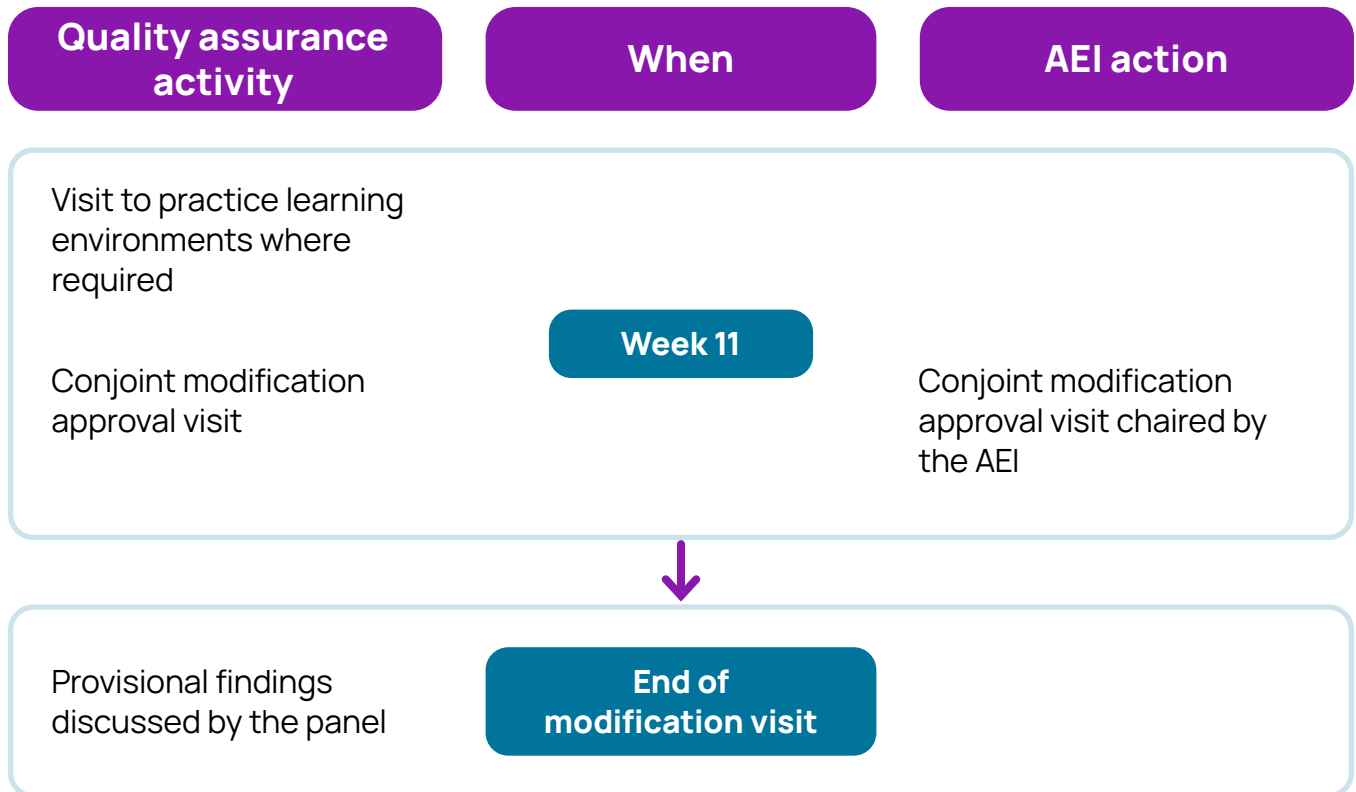 Quality assurance
activity
When
AEI action
Visit to practice learning
environments where
required
Week 11
Conjoint modification
approval visit
Conjoint modification
approval visit chaired by
the AEI
Provisional findings
discussed by the panel
End of
modification visit